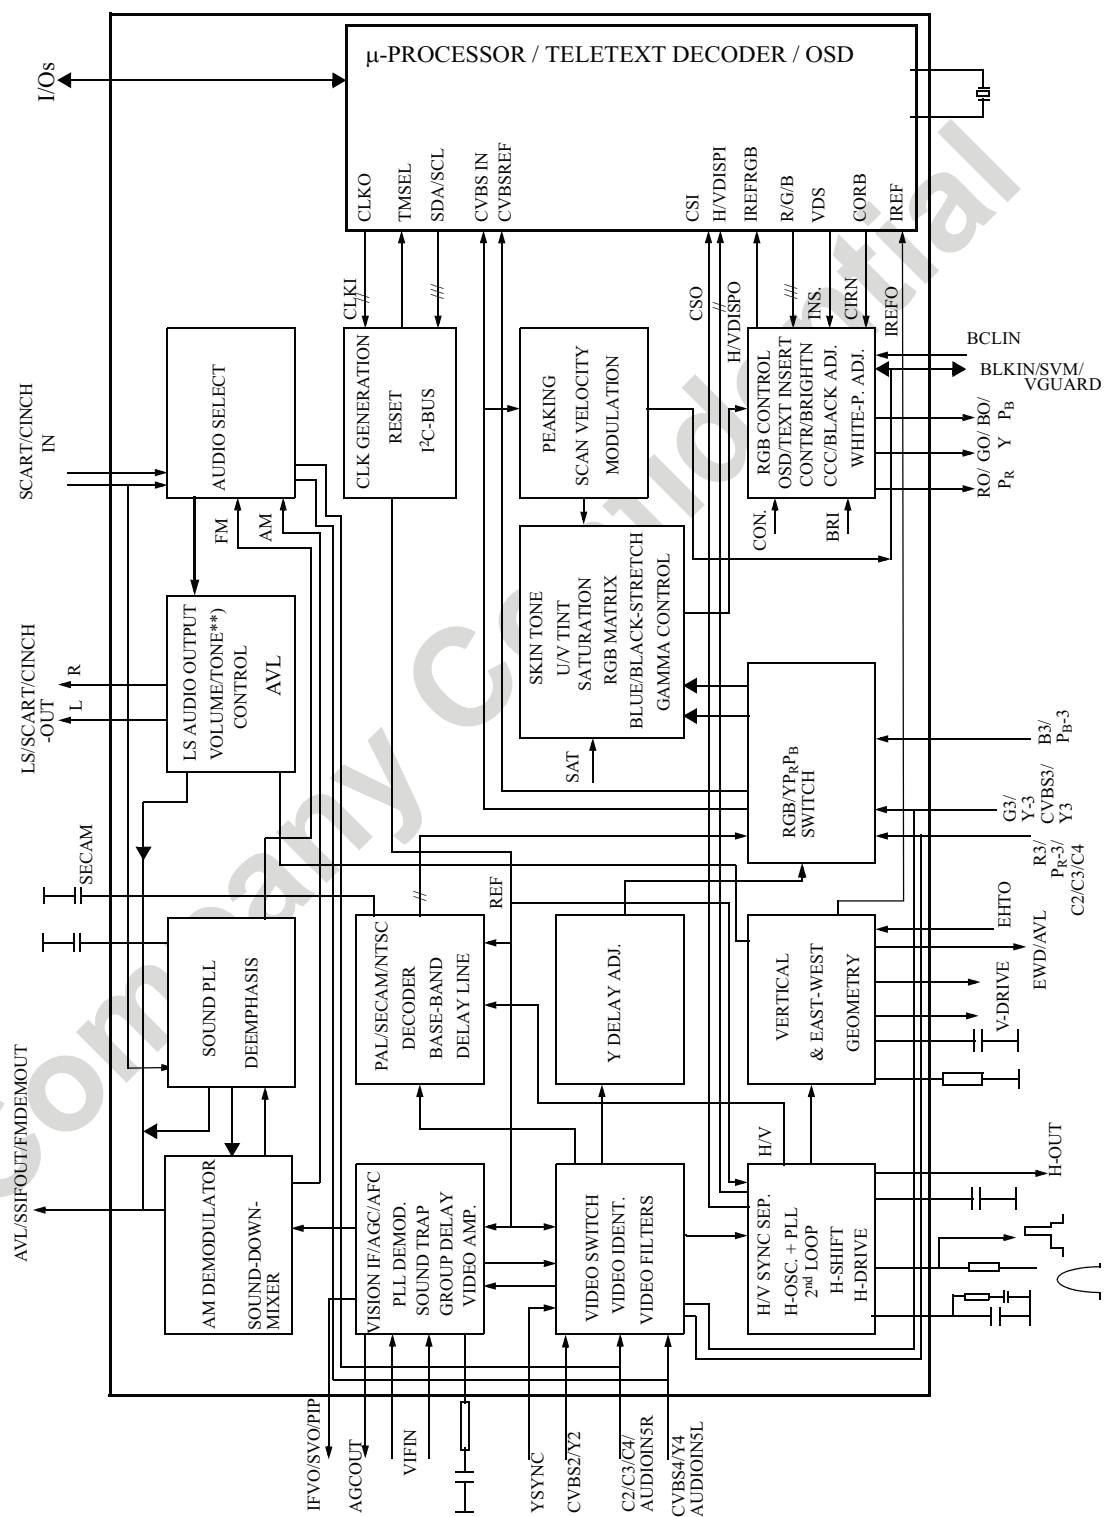 μ-PROCESSOR / TELETEXT DECODER / OSD
I/Os
CLKO
TMSEL
SDA/SCL
CVBS IN
CVBSREF
CSI
H/VDISPI
IREFRGB
R/G/B
VDS
CORB
IREF
CLKI
///
///
CSO
H/VDISPO
INS.
CIRN
IREFO
SCART/CINCH
IN
AUDIO SELECT
CLK GENERATION
RESET
I²C-BUS
PEAKING
SCAN VELOCITY
MODULATION
RGB CONTROL
OSD/TEXT INSERT
CONTR/BRIGHTN
CCC/BLACK ADJ.
WHITE-P. ADJ.
BCLIN
BLKIN/SVM/
VGUARD
RO/ GO/ BO/
PR Y PB
FM
AM
CON.
BRI
LS/SCART/CINCH
-OUT
L
R
LS AUDIO OUTPUT
VOLUME/TONE**)
CONTROL
AVL
SKIN TONE
U/V TINT
SATURATION
RGB MATRIX
BLUE/BLACK-STRETCH
GAMMA CONTROL
SAT
RGB/YPRPB
SWITCH
B3/
PB-3
G3/
Y-3
CVBS3/
Y3
R3/
PR-3/
C2/C3/C4
SECAM
REF
SOUND PLL
DEEMPHASIS
PAL/SECAM/NTSC
DECODER
BASE-BAND
DELAY LINE
Y DELAY ADJ.
VERTICAL
& EAST-WEST
GEOMETRY
EHTO
EWD/AVL
V-DRIVE
AVL/SSIFOUT/FMDEMOUT
AM DEMODULATOR
SOUND-DOWN-
MIXER
VISION IF/AGC/AFC
PLL DEMOD.
SOUND TRAP
GROUP DELAY
VIDEO AMP.
VIDEO SWITCH
VIDEO IDENT.
VIDEO FILTERS
H/V
H/V SYNC SEP.
H-OSC. + PLL
2nd LOOP
H-SHIFT
H-DRIVE
H-OUT
IFVO/SVO/PIP
AGCOUT
VIFIN
YSYNC
CVBS2/Y2
C2/C3/C4/
AUDIOIN5R
CVBS4/Y4
AUDIOIN5L
Company Confidential